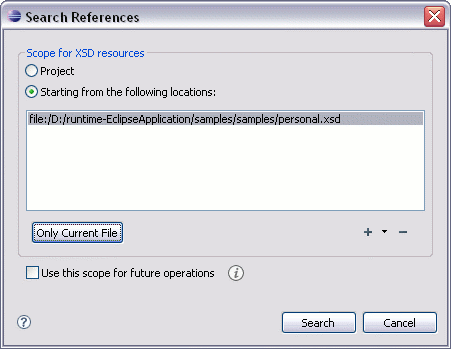 Search References
Scope for XSD resources
Project
Starting from the following locations:
file:/D:/runtime-EclipseApplication/samples/samples/personal.xsd
Only Current File
Use this scope for future operations
Search Cancel